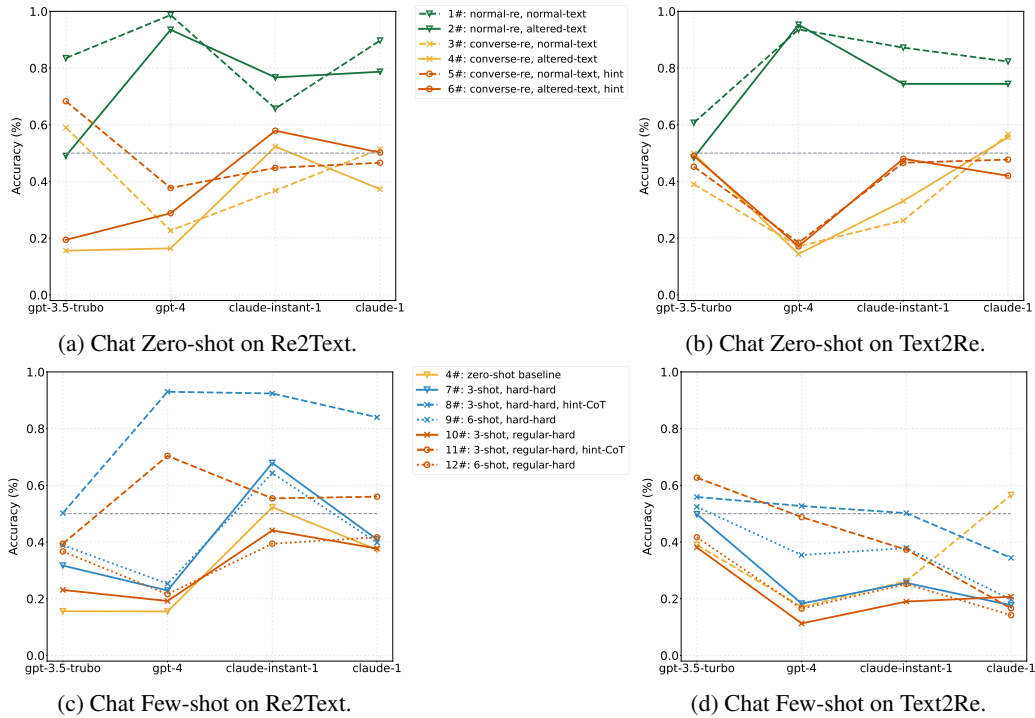 1.0
0.8
0.6
0.4
0.2
0.0
Accuracy (%)
gpt-3.5-trubo gpt-4 claude-instant-1 claude-1
(a) Chat Zero-shot on Re2Text.
1#: normal-re, normal-text
2#: normal-re, altered-text
3#: converse-re, normal-text
4#: converse-re, altered-text
5#: converse-re, normal-text, hint
6#: converse-re, altered-text, hint
1.0
0.8
0.6
0.4
0.2
0.0
Accuracy (%)
gpt-3.5-turbo gpt-4 claude-instant-1 claude-1
(b) Chat Zero-shot on Text2Re.
1.0
0.8
0.6
0.4
0.2
0.0
Accuracy (%)
gpt-3.5-trubo gpt-4 claude-instant-1 claude-1
(c) Chat Few-shot on Re2Text.
4#: zero-shot baseline
7#: 3-shot, hard-hard
8#: 3-shot, hard-hard, hint-CoT
9#: 6-shot, hard-hard
10#: 3-shot, regular-hard
11#: 3-shot, regular-hard, hint-CoT
12#: 6-shot, regular-hard
1.0
0.8
0.6
0.4
0.2
0.0
Accuracy (%)
gpt-3.5-turbo gpt-4 claude-instant-1 claude-1
(d) Chat Few-shot on Text2Re.